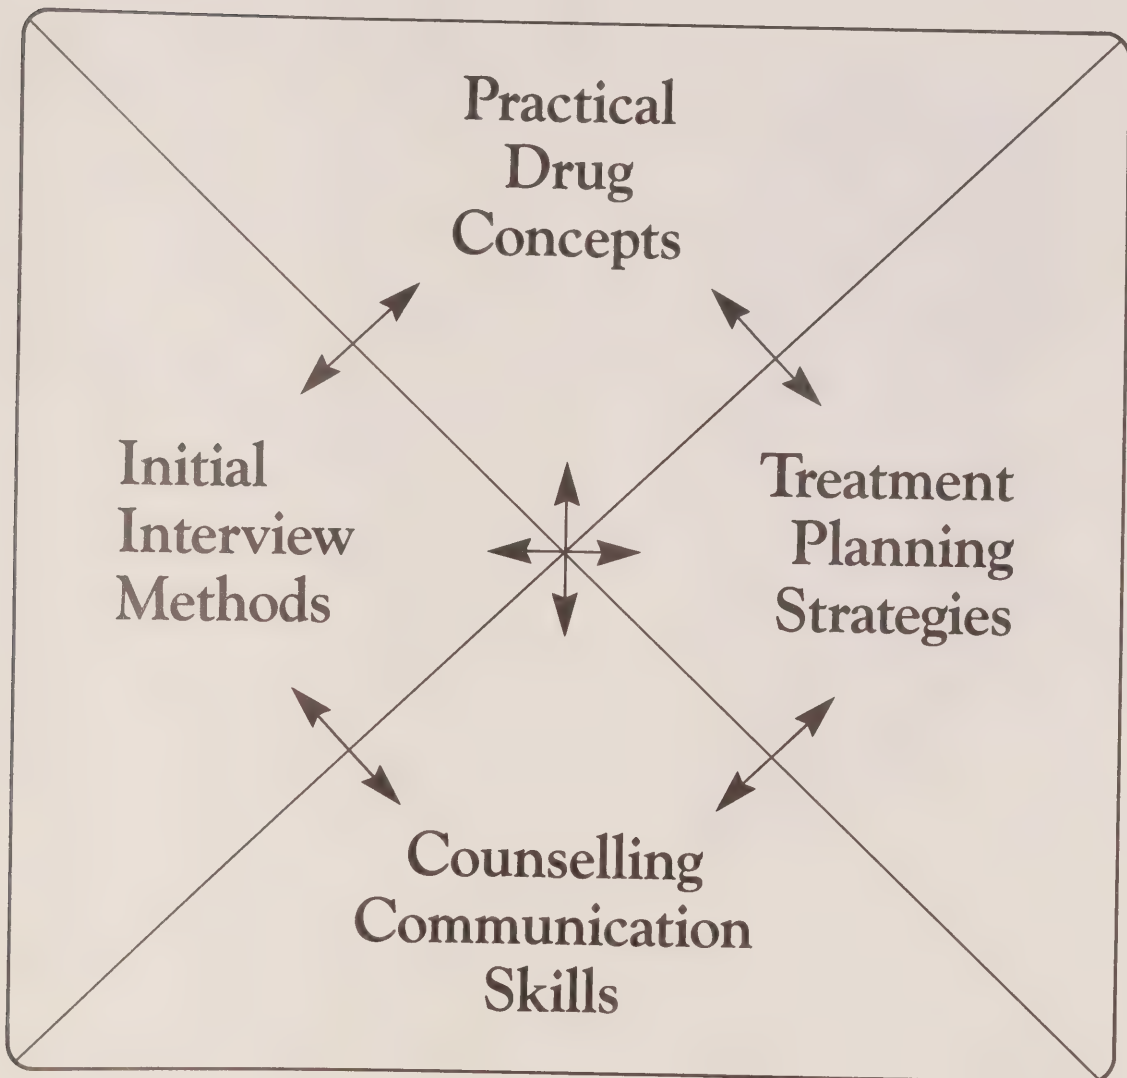 Practical
Drug
Concepts
Initial
Interview
Methods
Treatment
Planning
Strategies
Counselling
Communication
Skills